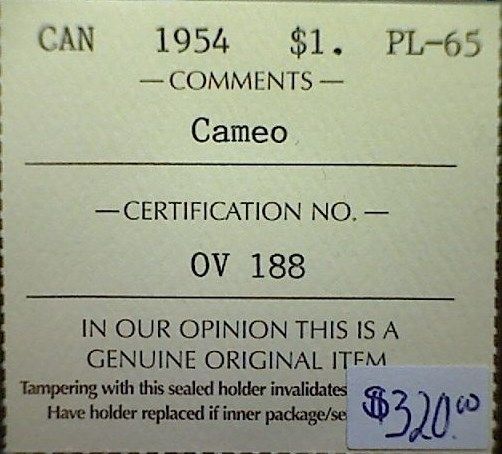 CAN 1954 $1. PL-65
— COMMENTS —
Cameo
— CERTIFICATION NO. —
OV 188
IN OUR OPINION THIS IS A
GENUINE ORIGINAL ITEM
Tampering with this sealed holder invalidates
Have holder replaced if inner package/se
$320.00